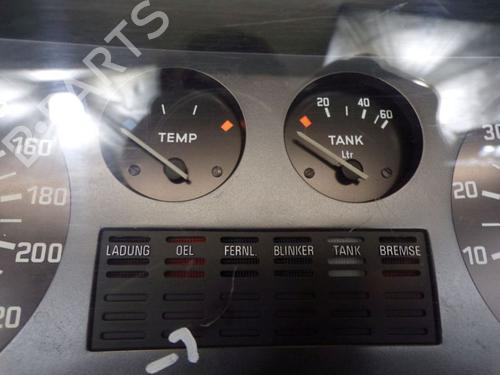 B-PARTS
160
180
200
20
TEMP
20 40 60
TANK
Ltr
30
20
10
LADUNG OEL FERNL. BLINKER TANK BREMSE